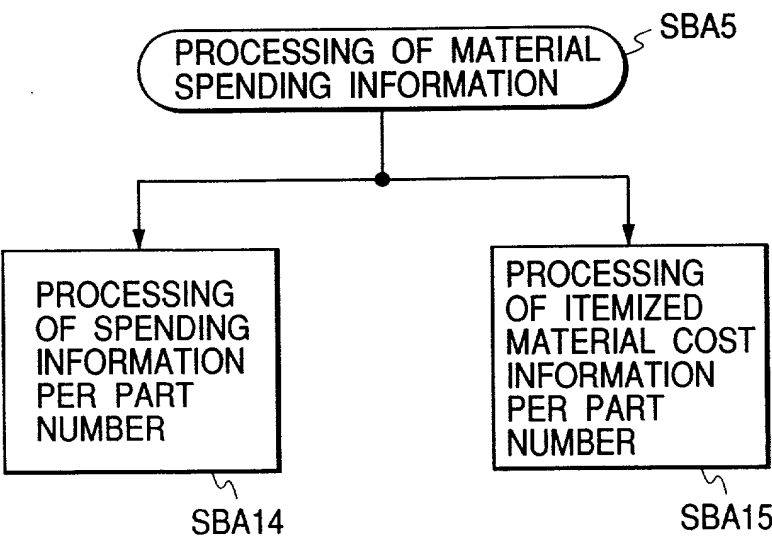 SBA5
PROCESSING OF MATERIAL
SPENDING INFORMATION
PROCESSING
OF SPENDING
INFORMATION
PER PART
NUMBER
SBA14
PROCESSING
OF ITEMIZED
MATERIAL COST
INFORMATION
PER PART
NUMBER
SBA15